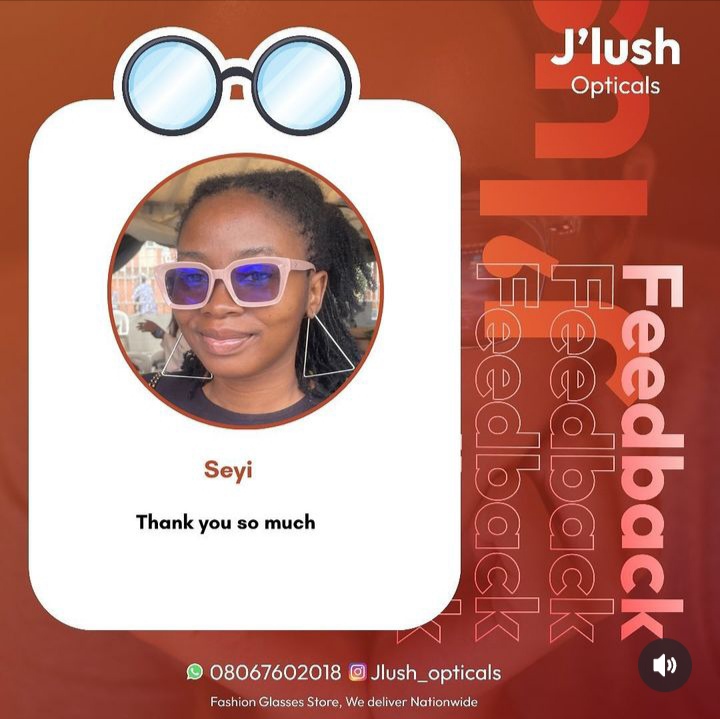 J'lush
Opticals
Seyi
Thank you so much
Feedback
Feedback
Feedback
08067602018 Jlush_opticals
Fashion Glasses Store, We deliver Nationwide